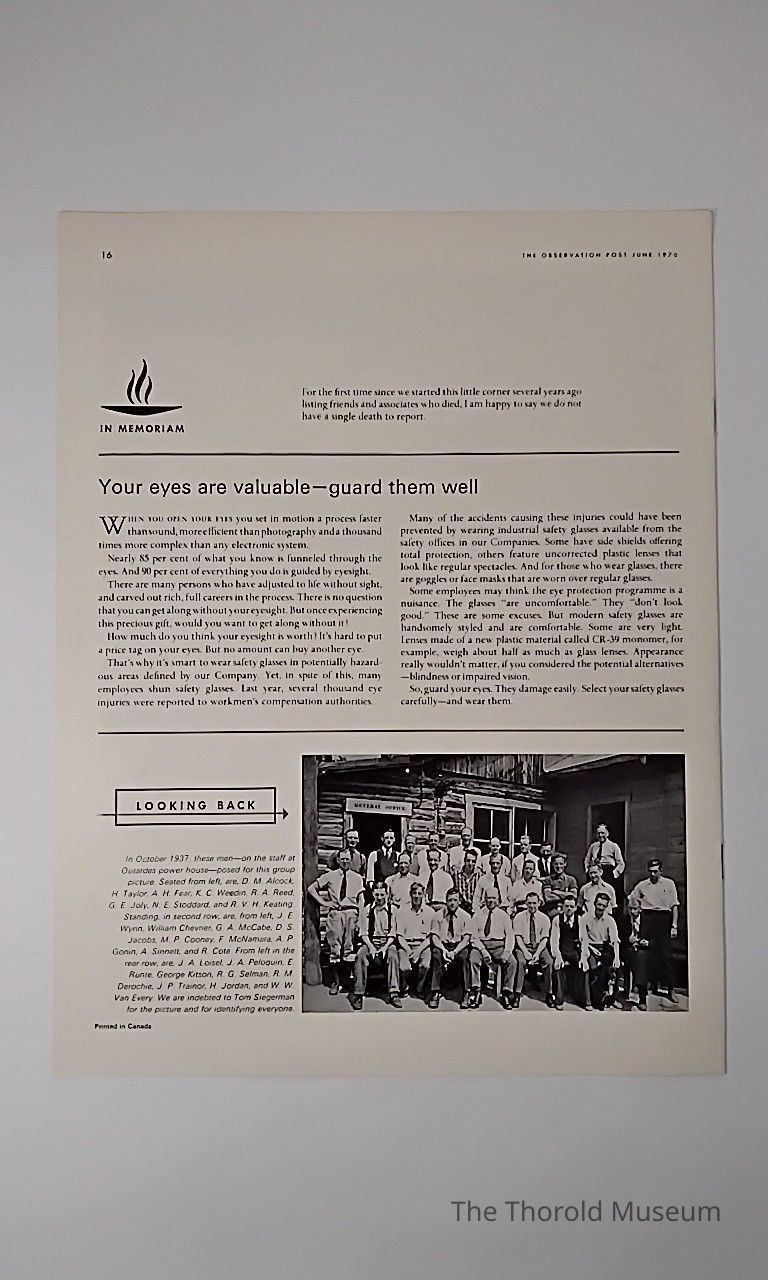 16
THE OBSERVATION POST JUNE 1970
IN MEMORIAM
For the first time since we started this little corner several years ago
listing friends and associates who died, I am happy to say we do not
have a single death to report.
Your eyes are valuable—guard them well
WHEN YOU OPEN YOUR EYES you set in motion a process faster
than sound, more efficient than photography and a thousand
times more complex than any electronic system.
Nearly 85 per cent of what you know is funneled through the
eyes. And 90 per cent of everything you do is guided by eyesight.
There are many persons who have adjusted to life without sight,
and carved out rich, full careers in the process. There is no question
that you can get along without your eyesight. But once experiencing
this precious gift, would you want to get along without it?
How much do you think your eyesight is worth? It's hard to put
a price tag on your eyes. But no amount can buy another eye.
That's why it's smart to wear safety glasses in potentially hazard-
ous areas defined by our Company. Yet, in spite of this, many
employees shun safety glasses. Last year, several thousand eye
injuries were reported to workmen's compensation authorities.
Many of the accidents causing these injuries could have been
prevented by wearing industrial safety glasses available from the
safety offices in our Companies. Some have side shields offering
total protection, others feature uncorrected plastic lenses that
look like regular spectacles. And for those who wear glasses, there
are goggles or face masks that are worn over regular glasses.
Some employees may think the eye protection programme is a
nuisance. The glasses "are uncomfortable." They "don't look
good." These are some excuses. But modern safety glasses are
handsomely styled and are comfortable. Some are very light.
Lenses made of a new plastic material called CR-39 monomer, for
example, weigh about half as much as glass lenses. Appearance
really wouldn't matter, if you considered the potential alternatives
—blindness or impaired vision.
So, guard your eyes. They damage easily. Select your safety glasses
carefully—and wear them.
LOOKING BACK
In October 1937 these men—on the staff at
Outardes power house—posed for this group
picture. Seated from left, are, D. M. Alcock,
H. Taylor, A. H. Fear, K. C. Weedin, R. A. Reed,
G. E. Joly, N. E. Stoddard, and R. V. H. Keating.
Standing, in second row, are, from left, J. E.
Wynn, William Chevrier, G. A. McCabe, D. S.
Jacobs, M. P. Cooney, F. McNamara, A. P.
Gonin, A. Sinnett, and R. Cote. From left in the
rear row, are, J. A. Loisel, J. A. Peloquin, E.
Runte, George Kitson, R. G. Selman, R. M.
Derochie, J. P. Trainor, H. Jordan, and W. W.
Van Every. We are indebted to Tom Siegerman
for the picture and for identifying everyone.
GENERAL OFFICE
Printed in Canada
The Thorold Museum